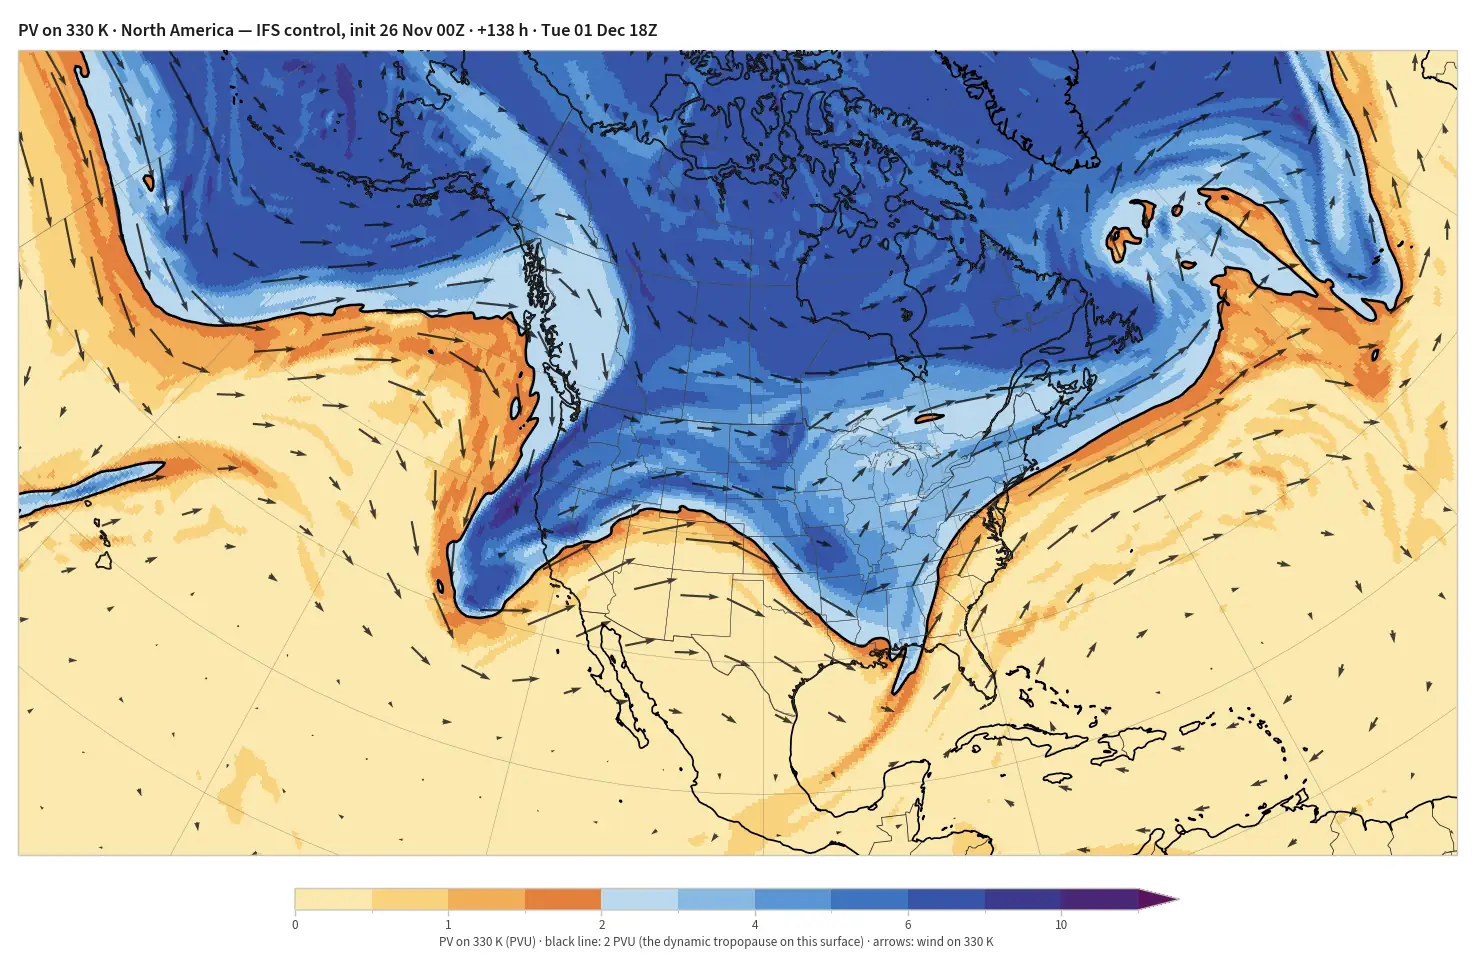 PV on 330 K · North America — IFS control, init 26 Nov 00Z · +138 h · Tue 01 Dec 18Z
0 1 2 4 6 10
PV on 330 K (PVU) · black line: 2 PVU (the dynamic tropopause on this surface) · arrows: wind on 330 K